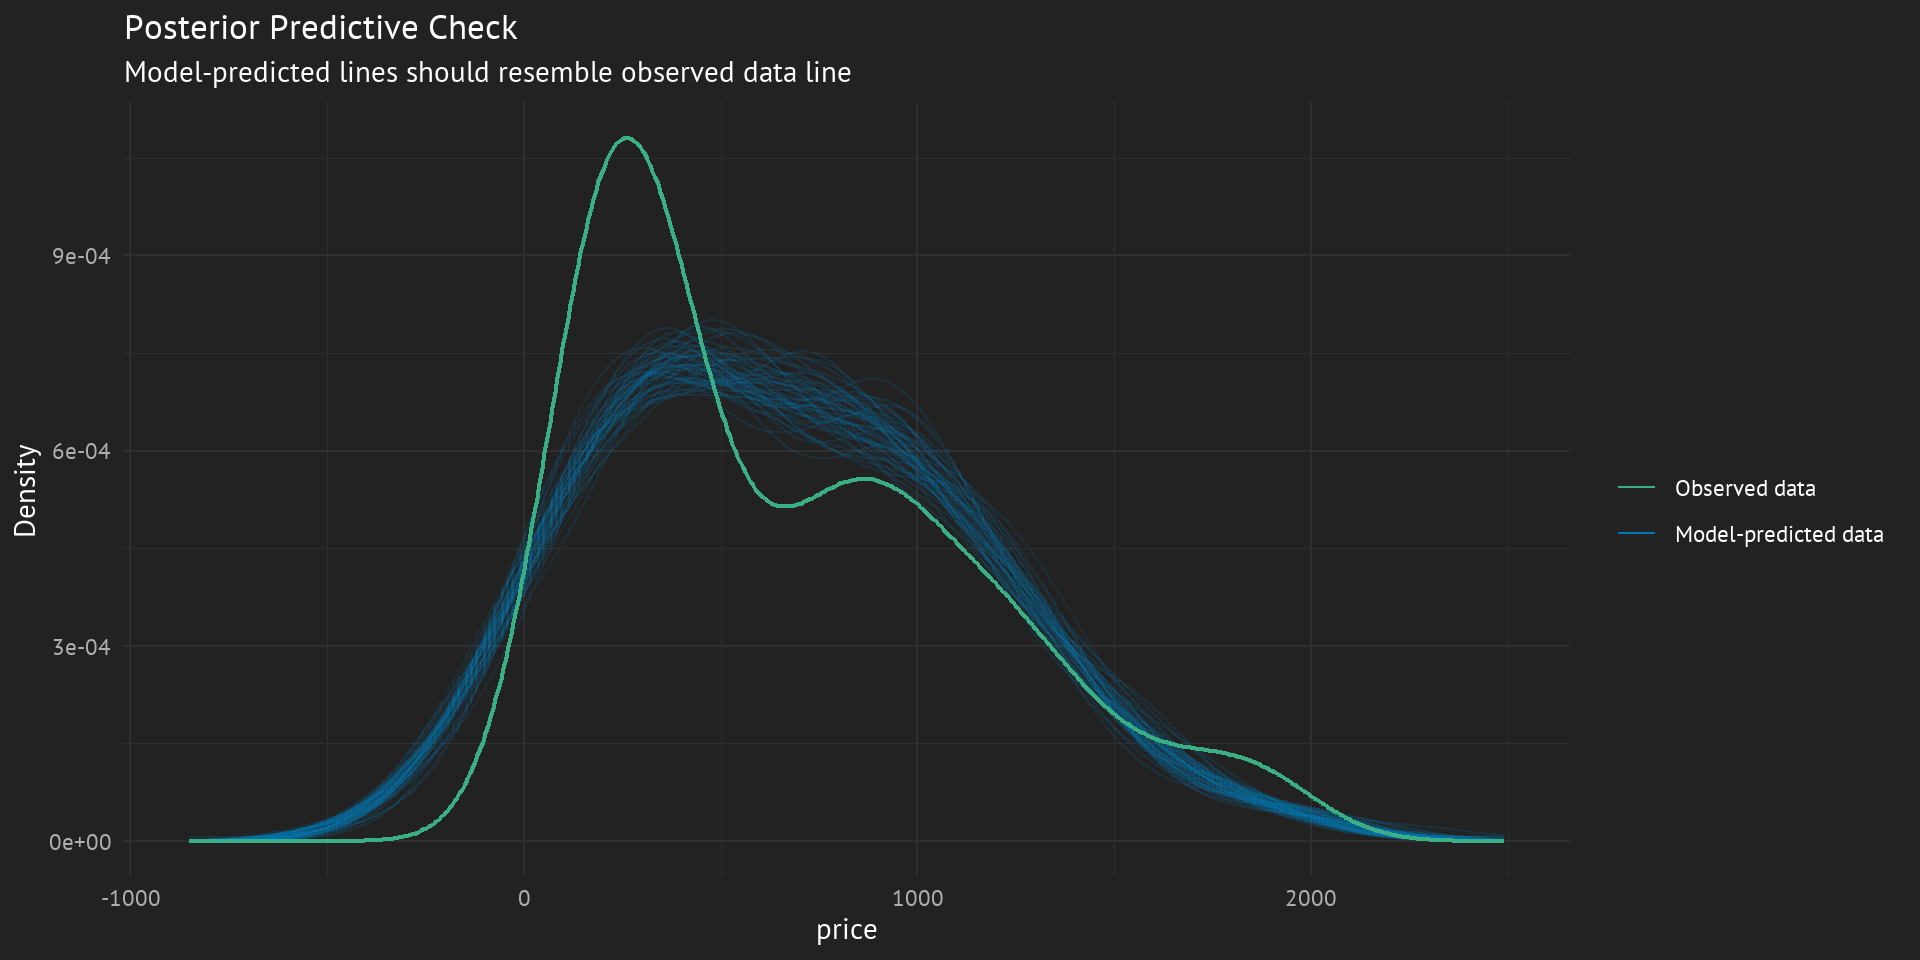 Posterior Predictive Check
Model-predicted lines should resemble observed data line
Density
9e-04
6e-04
3e-04
0e+00
-1000
0
1000
2000
price
Observed data
Model-predicted data